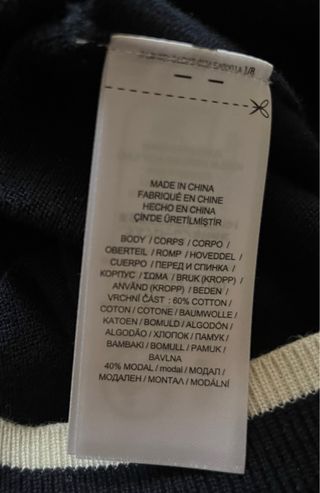 MADE IN CHINA
FABRIQUÉ EN CHINE
HECHO EN CHINA
ÇİN'DE ÜRETİLMİŞTİR
BODY / CORPS / CORPO /
OBERTEIL / ROMP / HOVEDDEL /
CUERPO / ПЕРЕД И СПИНКА /
КОРПУС / ΣΩΜΑ / BRUK (KROPP) /
ANVÄND (KROPP) / BEDEN /
VRCHNÍ ČÁST : 60% COTTON /
COTON / COTONE / BAUMWOLLE /
KATOEN / BOMULD / ALGODÓN /
ALGODÃO / ХЛОПОК / ПАМУК /
BAMBAKI / BOMULL / PAMUK /
BAVLNA
40% MODAL / modal / МОДАЛ /
МОДАЛЕН / ΜΟΝΤΑΛ / MODÁLNÍ